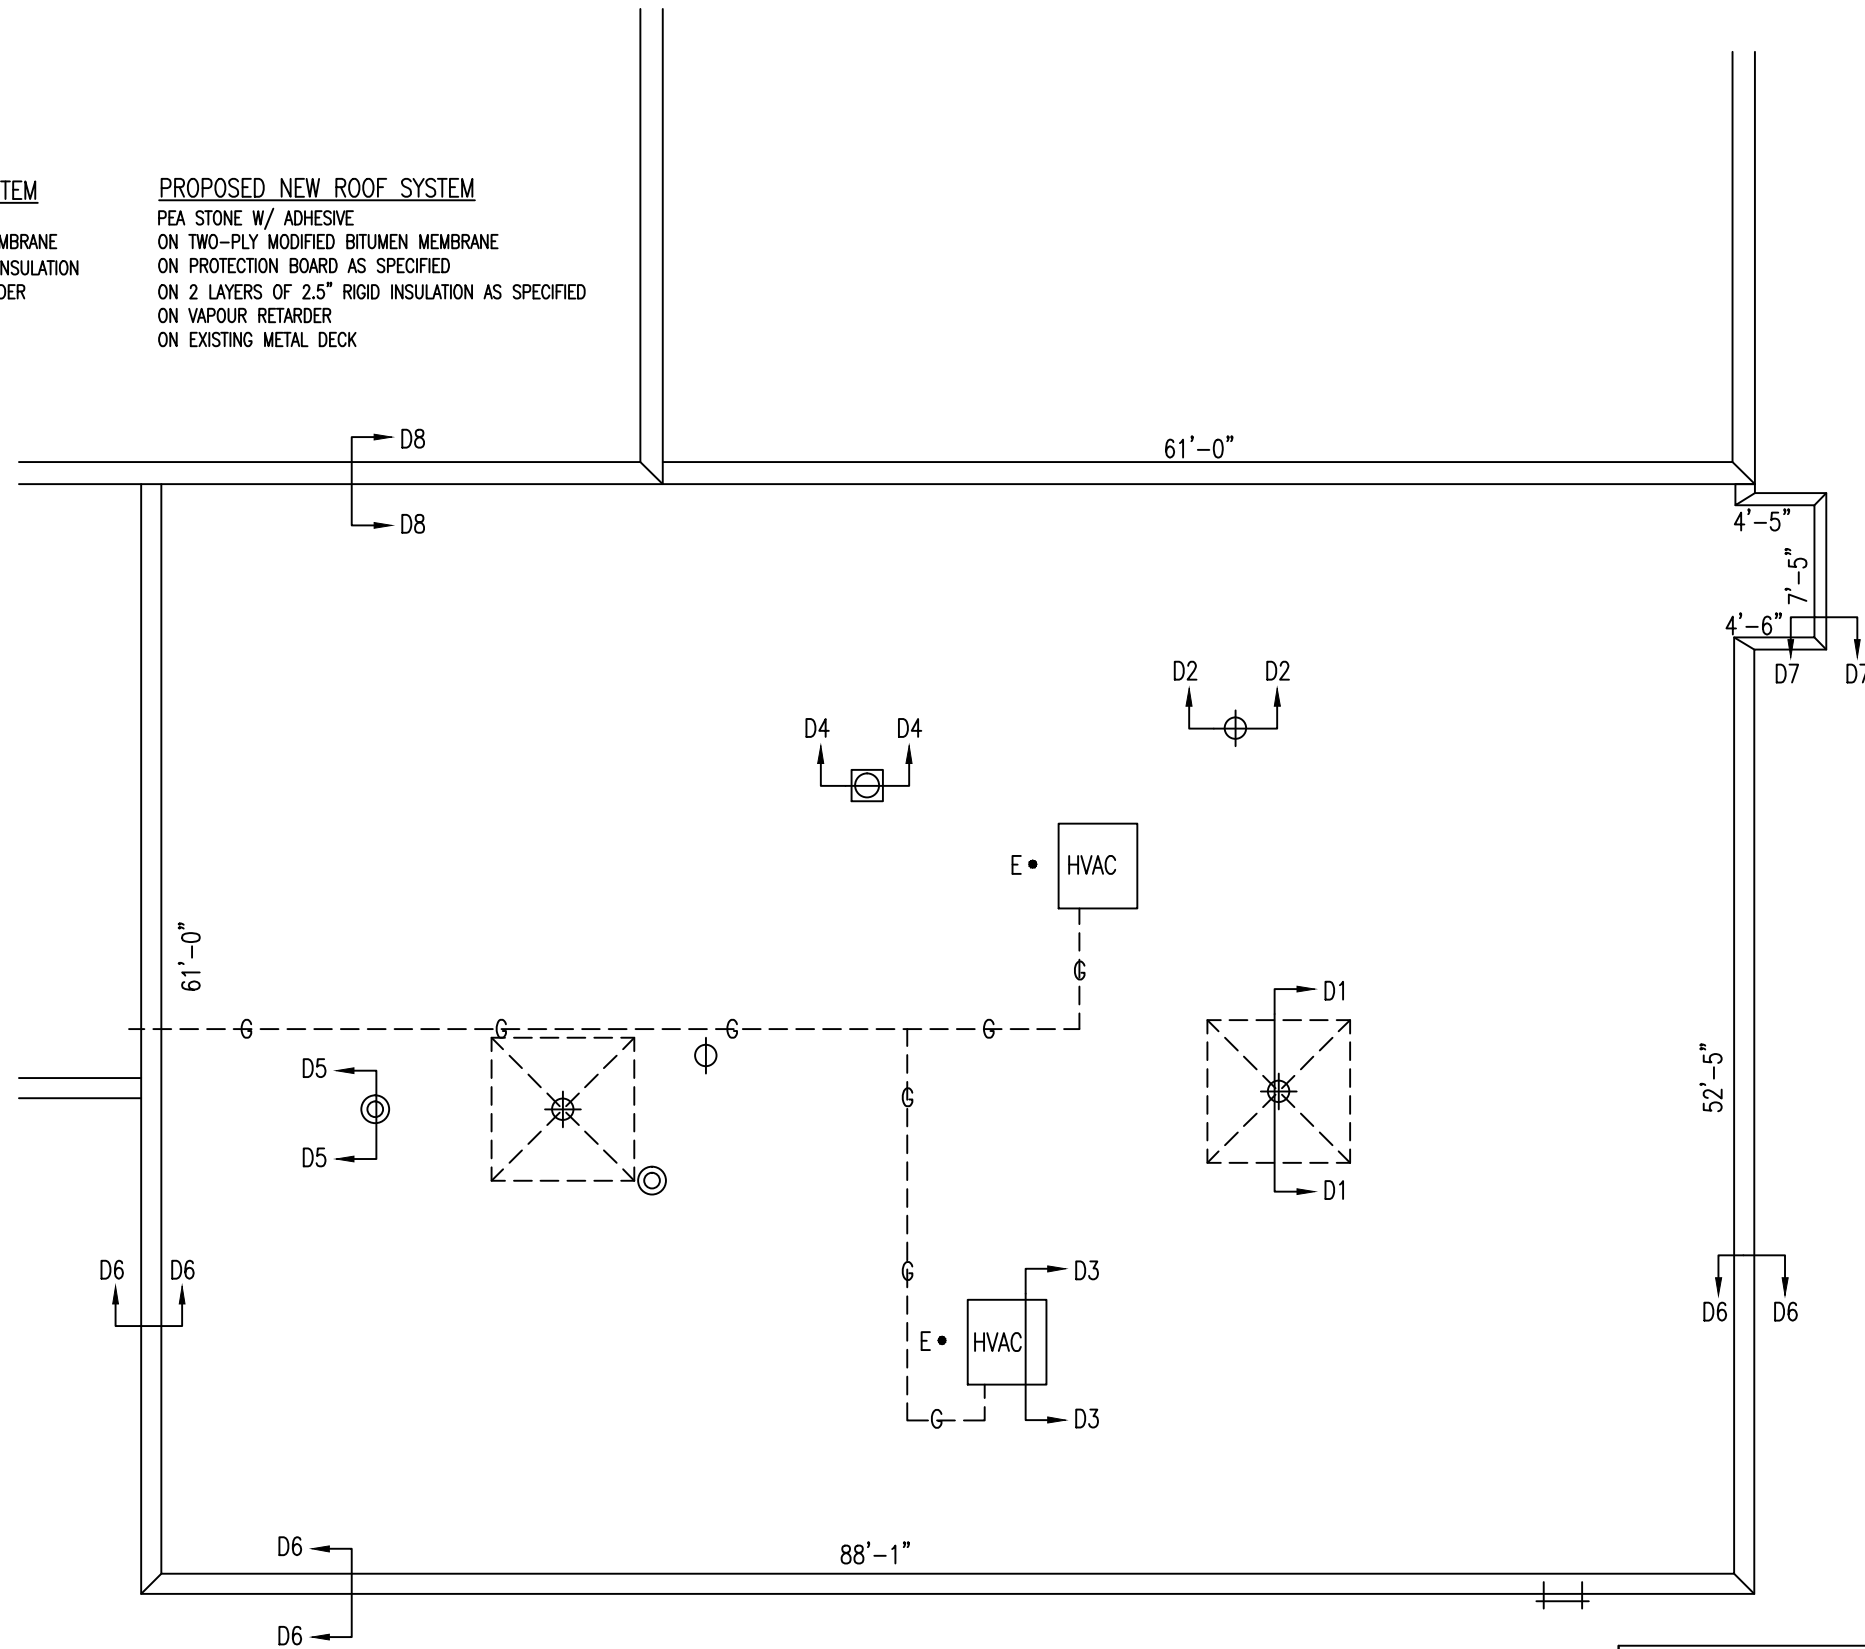 TEM
MBRANE
NSULATION
DER
PROPOSED NEW ROOF SYSTEM
PEA STONE W/ ADHESIVE
ON TWO-PLY MODIFIED BITUMEN MEMBRANE
ON PROTECTION BOARD AS SPECIFIED
ON 2 LAYERS OF 2.5" RIGID INSULATION AS SPECIFIED
ON VAPOUR RETARDER
ON EXISTING METAL DECK
D8
61'-0"
D8
4'-5"
7'-5"
4'-6"
D2 D2
D7 D7
D4 D4
E HVAC
61'-0"
G
D1
G G G G
52'-5"
D5
G
D5
D1
D6 D6
G
D3
D6 D6
E HVAC
G
D3
D6
88'-1"
D6